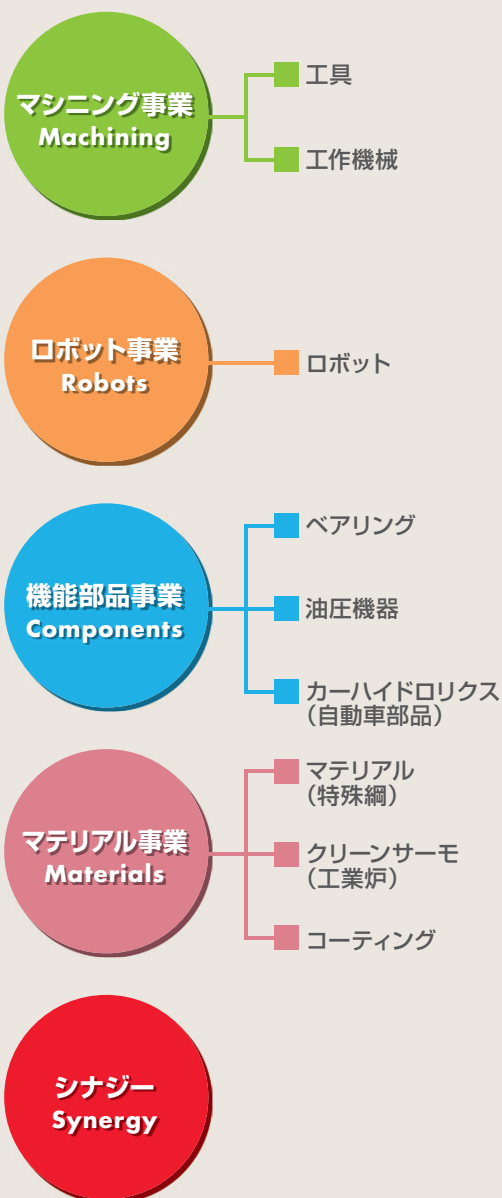 マシニング事業
Machining
工具
工作機械
ロボット事業
Robots
ロボット
機能部品事業
Components
ベアリング
油圧機器
カーハイドロリクス
（自動車部品）
マテリアル事業
Materials
マテリアル
（特殊綱）
クリーンサーモ
（工業炉）
コーティング
シナジー
Synergy